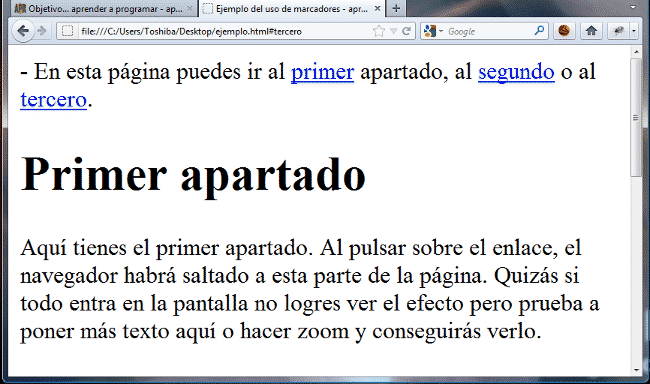 Objetivo... aprender a programar - ap...
Ejemplo del uso de marcadores - apr...
file:///C:/Users/Toshiba/Desktop/ejemplo.html#tercero
Google
- En esta página puedes ir al primer apartado, al segundo o al
tercero.
Primer apartado
Aquí tienes el primer apartado. Al pulsar sobre el enlace, el
navegador habrá saltado a esta parte de la página. Quizás si
todo entra en la pantalla no logres ver el efecto pero prueba a
poner más texto aquí o hacer zoom y conseguirás verlo.